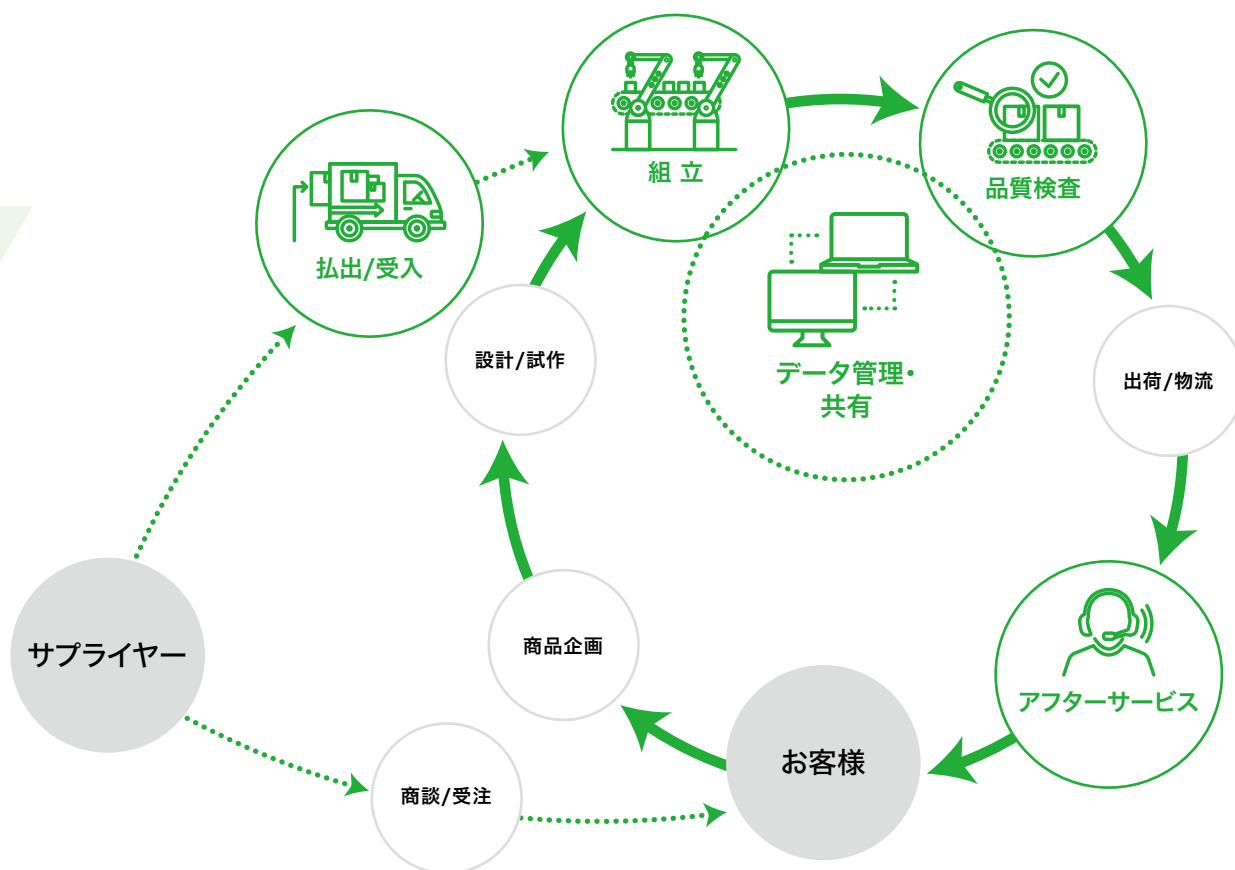 組 立
品質検査
払出/受入
設計/試作
データ管理・
共有
出荷/物流
商品企画
サプライヤー
アフターサービス
お客様
商談/受注